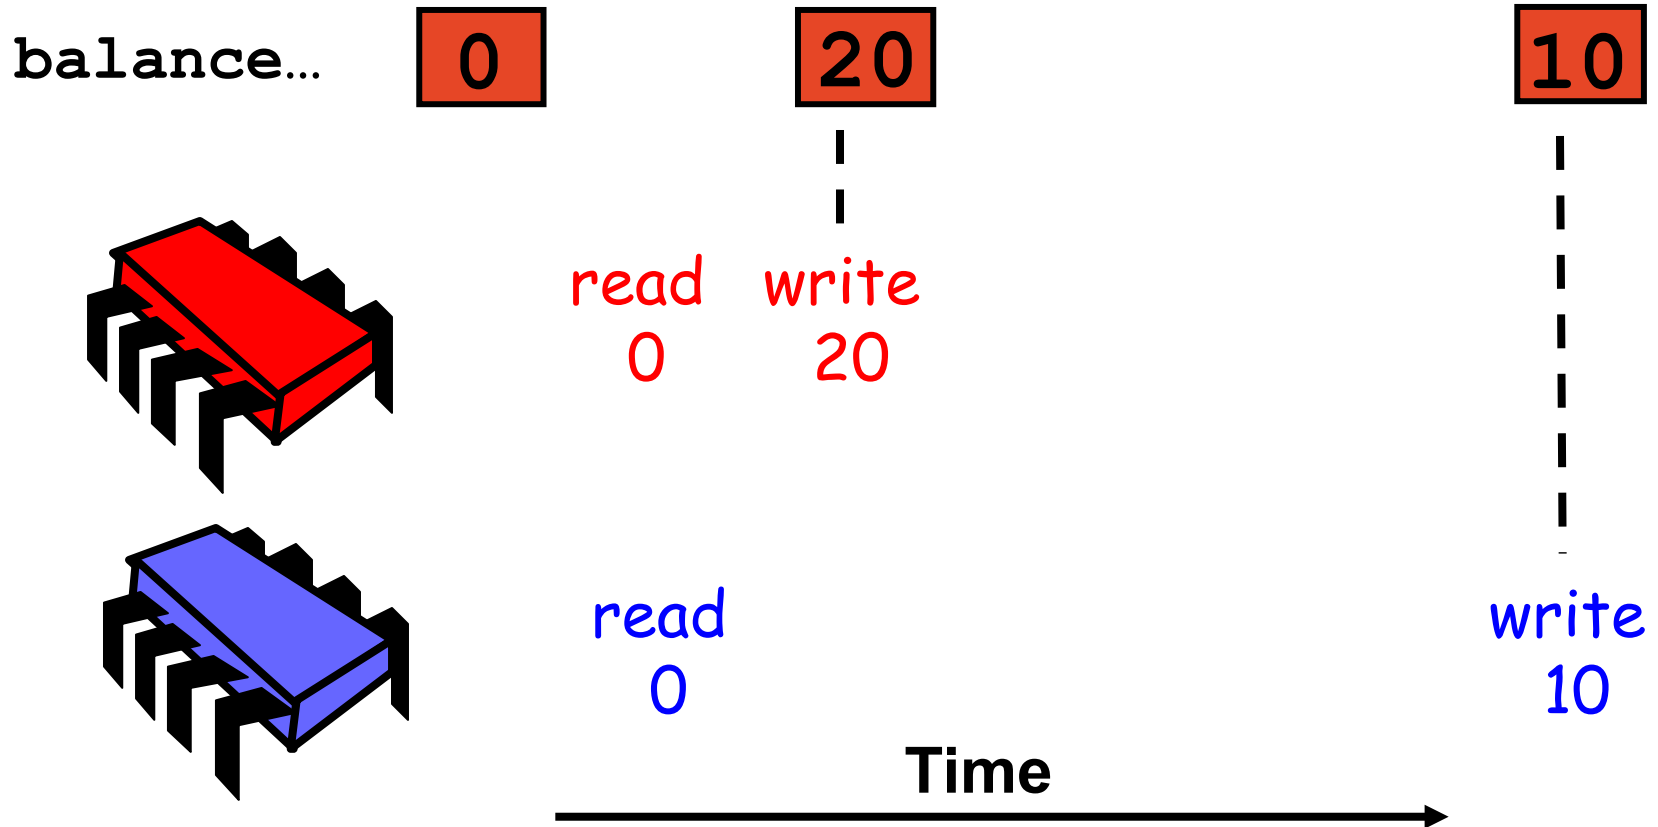 balance… 0 20 10
read write
0 20
read write
0 10
Time